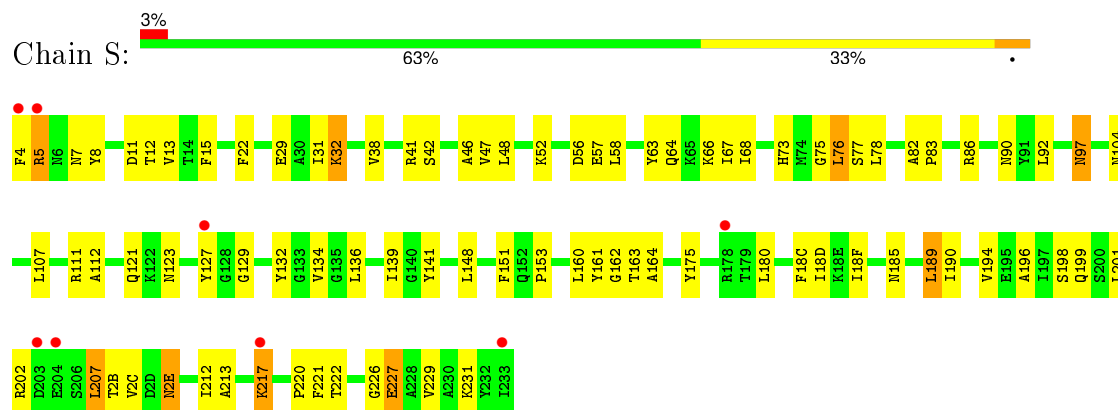 3%
Chain S:
63% 33% •
F4 R5 N6 N7 Y8 D11 T12 V13 T14 F15 F22 E29 A30 I31 K32 V38 R41 S42 A46 V47 L48 K52 D56 E57 L58 Y63 Q64 K65 K66 I67 I68 H73 M74 G75 L76 S77 L78 A82 P83 R86 N90 Y91 L92 N97 N104
L107 R111 A112 Q121 K122 N123 Y127 G128 G129 Y132 G133 V134 G135 L136 I139 G140 Y141 L148 F151 Q152 P153 L160 Y161 G162 T163 A164 Y175 R178 T179 L180 F18C I18D K18E I18F N185 L189 I190 V194 E195 A196 I197 S198 Q199 S200 L201
R202 D203 E204 S206 L207 T2B V2C D2D N2E I212 A213 K217 P220 F221 T222 G226 E227 A228 V229 A230 K231 Y232 I233